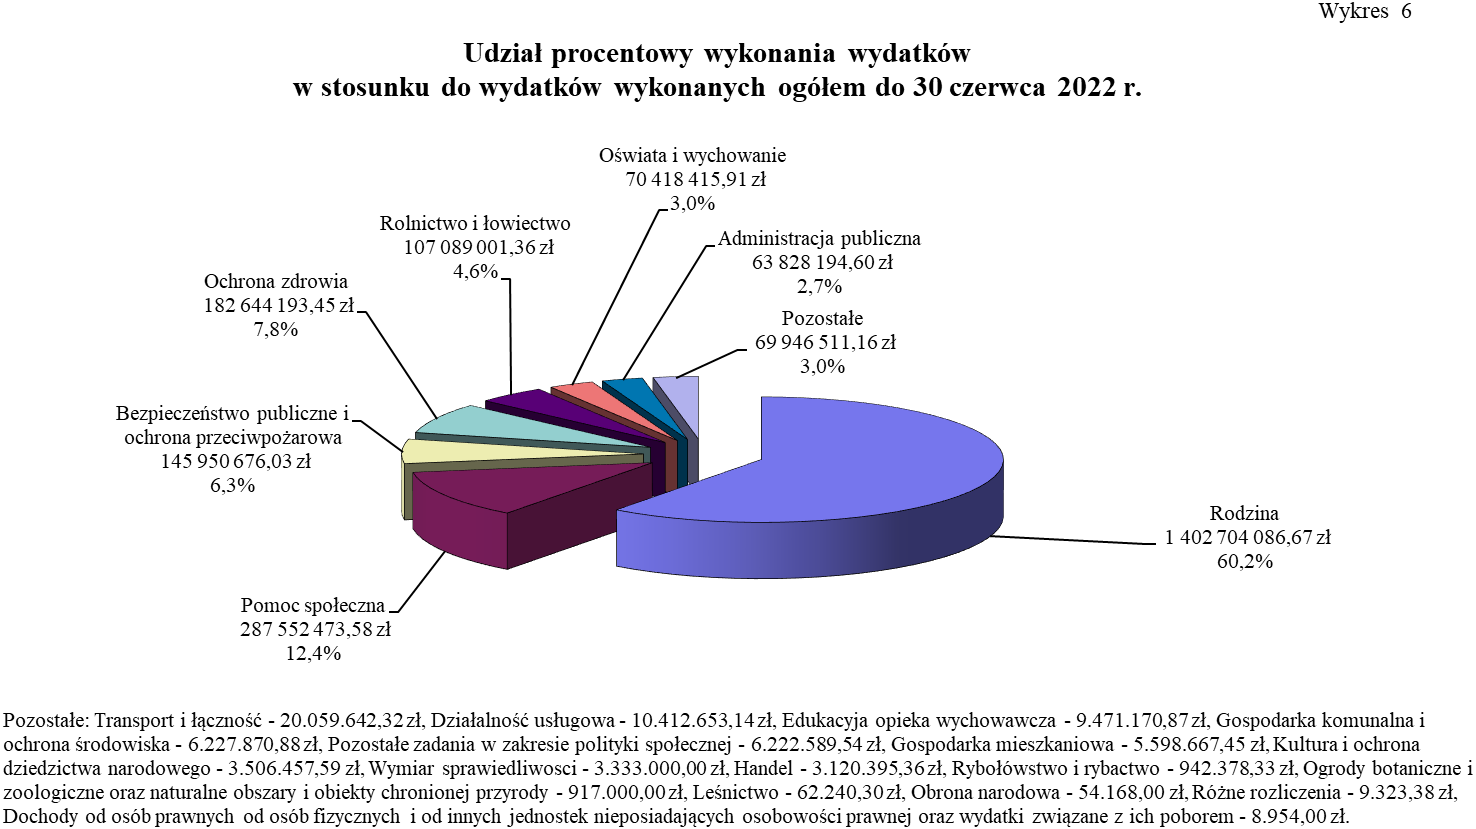 Wykres 6
Udział procentowy wykonania wydatków
w stosunku do wydatków wykonanych ogółem do 30 czerwca 2022 r.
Oświata i wychowanie
70 418 415,91 zł
3,0%
Rolnictwo i łowiectwo
107 089 001,36 zł
4,6%
Administracja publiczna
63 828 194,60 zł
2,7%
Ochrona zdrowia
182 644 193,45 zł
7,8%
Pozostałe
69 946 511,16 zł
3,0%
Bezpieczeństwo publiczne i
ochrona przeciwpożarowa
145 950 676,03 zł
6,3%
Rodzina
1 402 704 086,67 zł
60,2%
Pomoc społeczna
287 552 473,58 zł
12,4%
Pozostałe: Transport i łączność - 20.059.642,32 zł, Działalność usługowa - 10.412.653,14 zł, Edukacyja opieka wychowawcza - 9.471.170,87 zł, Gospodarka komunalna i
ochrona środowiska - 6.227.870,88 zł, Pozostałe zadania w zakresie polityki społecznej - 6.222.589,54 zł, Gospodarka mieszkaniowa - 5.598.667,45 zł, Kultura i ochrona
dziedzictwa narodowego - 3.506.457,59 zł, Wymiar sprawiedliwosci - 3.333.000,00 zł, Handel - 3.120.395,36 zł, Rybołówstwo i rybactwo - 942.378,33 zł, Ogrody botaniczne i
zoologiczne oraz naturalne obszary i obiekty chronionej przyrody - 917.000,00 zł, Leśnictwo - 62.240,30 zł, Obrona narodowa - 54.168,00 zł, Różne rozliczenia - 9.323,38 zł,
Dochody od osób prawnych od osób fizycznych i od innych jednostek nieposiadających osobowości prawnej oraz wydatki związane z ich poborem - 8.954,00 zł.